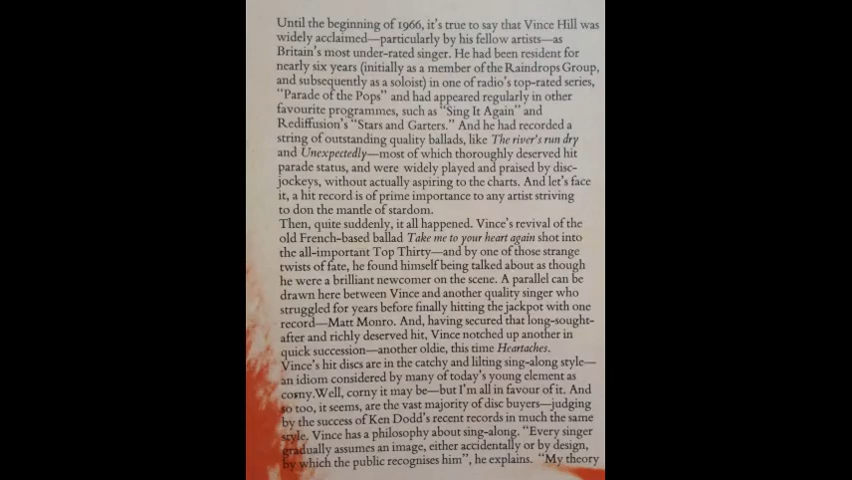 Until the beginning of 1966, it's true to say that Vince Hill was
widely acclaimed—particularly by his fellow artists—as
Britain's most under-rated singer. He had been resident for
nearly six years (initially as a member of the Raindrops Group,
and subsequently as a soloist) in one of radio's top-rated series,
"Parade of the Pops" and had appeared regularly in other
favourite programmes, such as "Sing It Again" and
Rediffusion's "Stars and Garters." And he had recorded a
string of outstanding quality ballads, like The river's run dry
and Unexpectedly—most of which thoroughly deserved hit
parade status, and were widely played and praised by disc-
jockeys, without actually aspiring to the charts. And let's face
it, a hit record is of prime importance to any artist striving
to don the mantle of stardom.
Then, quite suddenly, it all happened. Vince's revival of the
old French-based ballad Take me to your heart again shot into
the all-important Top Thirty—and by one of those strange
twists of fate, he found himself being talked about as though
he were a brilliant newcomer on the scene. A parallel can be
drawn here between Vince and another quality singer who
struggled for years before finally hitting the jackpot with one
record—Matt Monro. And, having secured that long-sought-
after and richly deserved hit, Vince notched up another in
quick succession—another oldie, this time Heartaches.
Vince's hit discs are in the catchy and lilting sing-along style—
an idiom considered by many of today's young element as
corny.Well, corny it may be—but I'm all in favour of it. And
so too, it seems, are the vast majority of disc buyers—judging
by the success of Ken Dodd's recent records in much the same
style. Vince has a philosophy about sing-along. "Every singer
gradually assumes an image, either accidentally or by design,
by which the public recognises him", he explains. "My theory